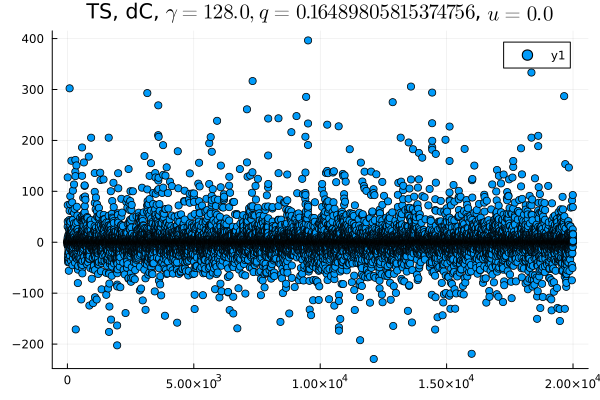 TS, dC, γ = 128.0, q = 0.16489805815374756, u = 0.0
y1
400
300
200
100
0
−100
−200
0 5.00×10³ 1.00×10⁴ 1.50×10⁴ 2.00×10⁴